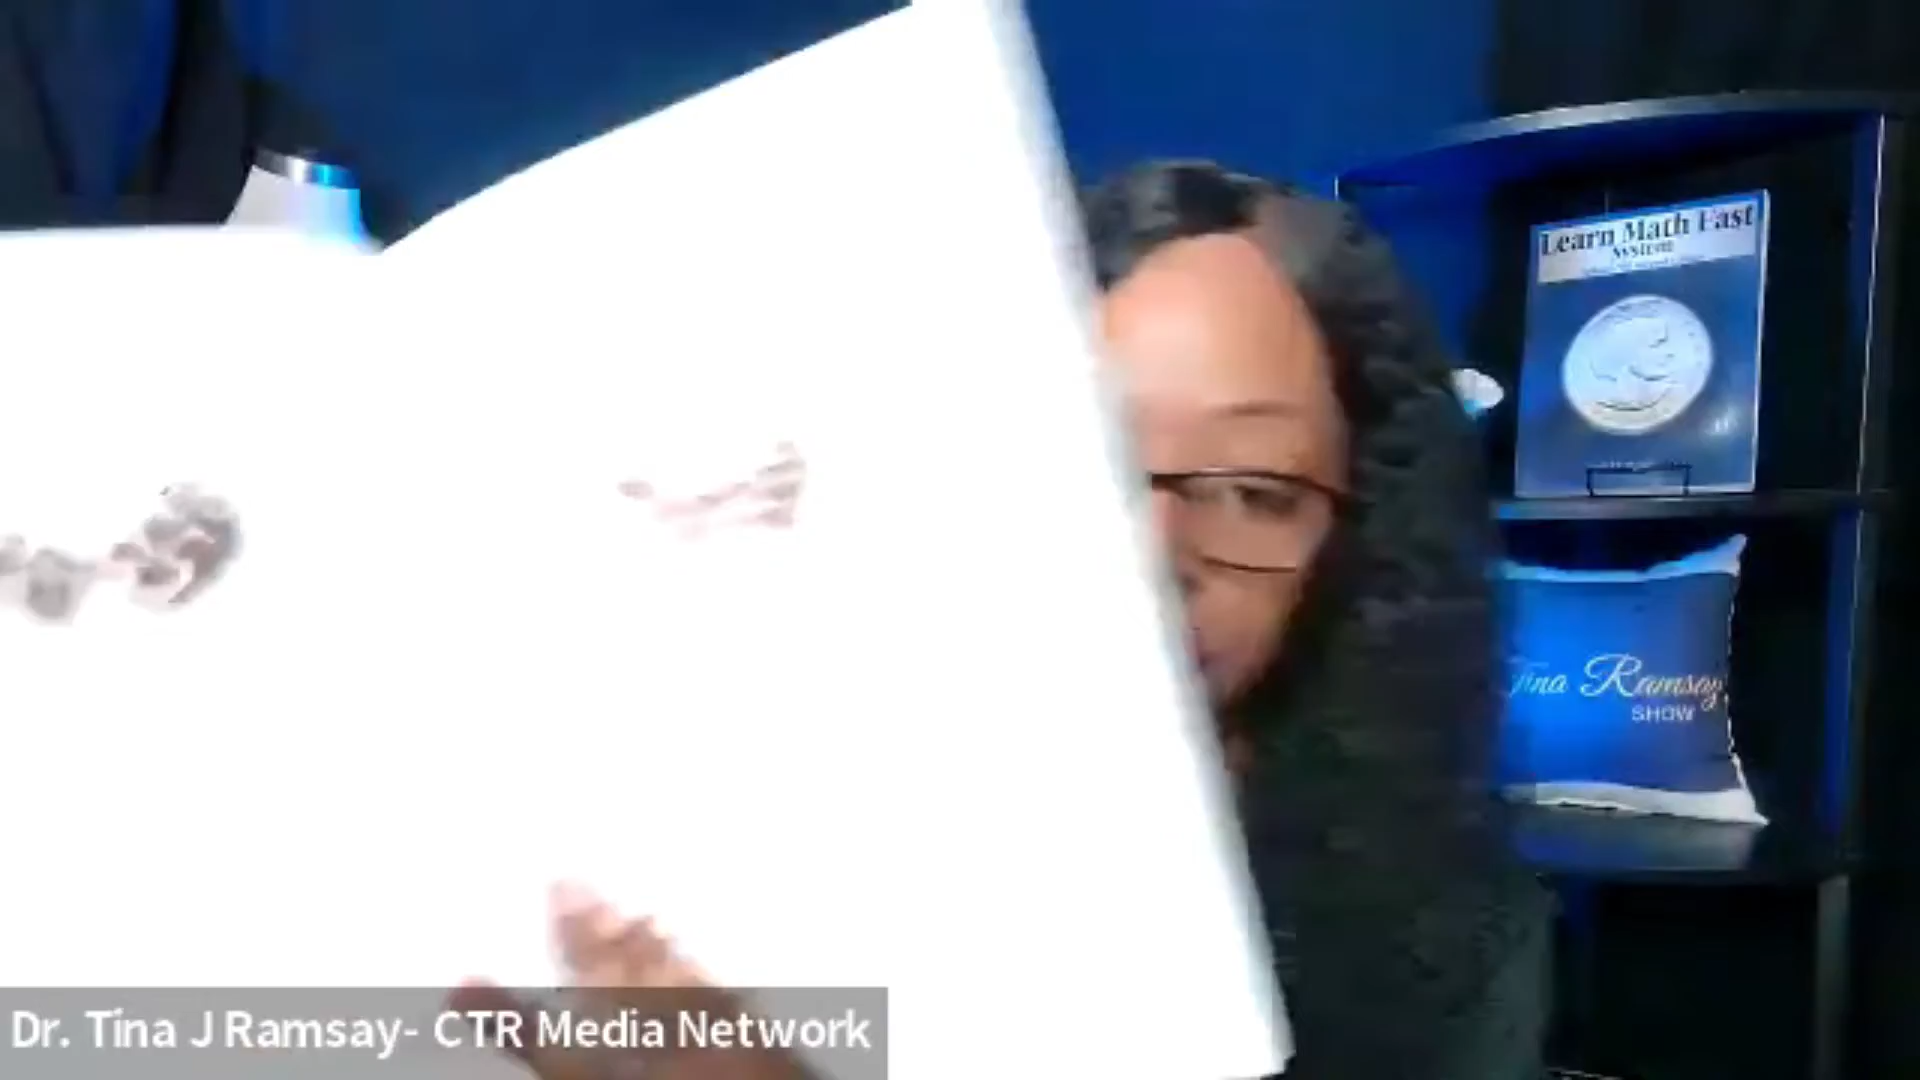 Learn Math Fast
System
Tina Ramsay
SHOW
Dr. Tina J Ramsay- CTR Media Network